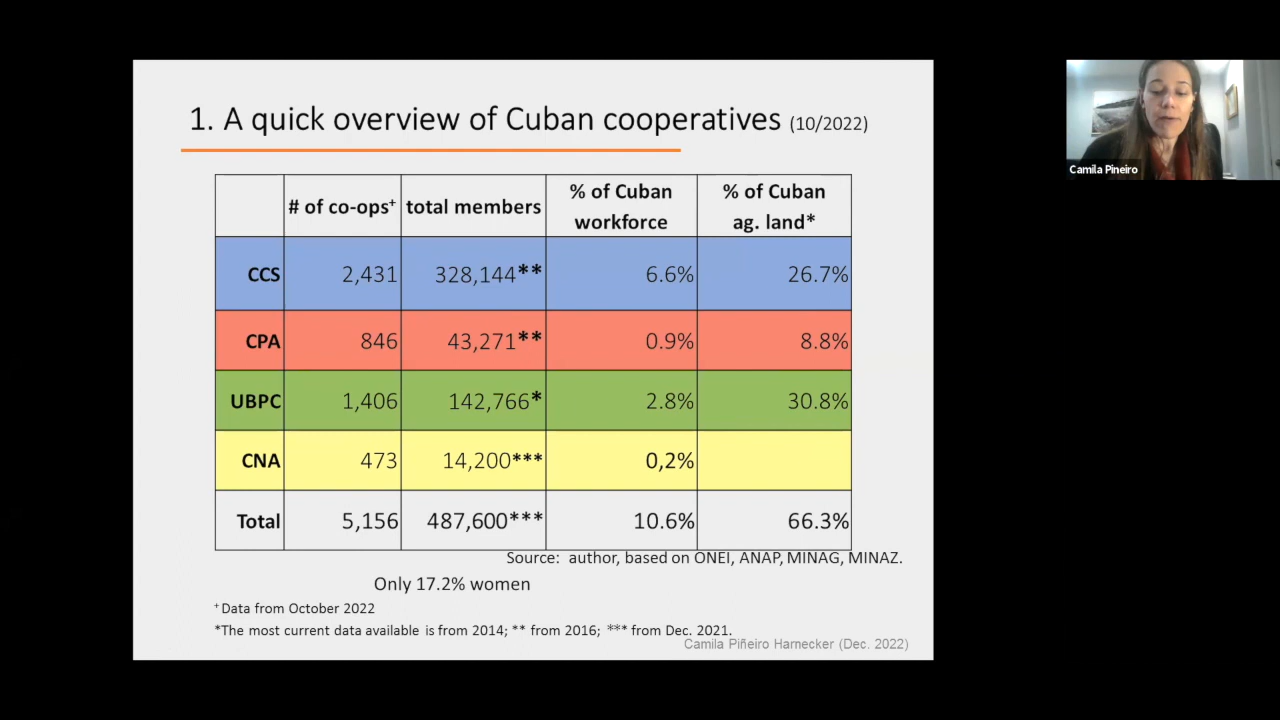 1. A quick overview of Cuban cooperatives (10/2022)
# of co-ops+ total members % of Cuban workforce % of Cuban ag. land*
CCS 2,431 328,144** 6.6% 26.7%
CPA 846 43,271** 0.9% 8.8%
UBPC 1,406 142,766* 2.8% 30.8%
CNA 473 14,200*** 0,2%
Total 5,156 487,600*** 10.6% 66.3%
Source: author, based on ONEI, ANAP, MINAG, MINAZ.
Only 17.2% women
+ Data from October 2022
*The most current data available is from 2014; ** from 2016; *** from Dec. 2021.
Camila Piñeiro Harnecker (Dec. 2022)
Camila Pineiro